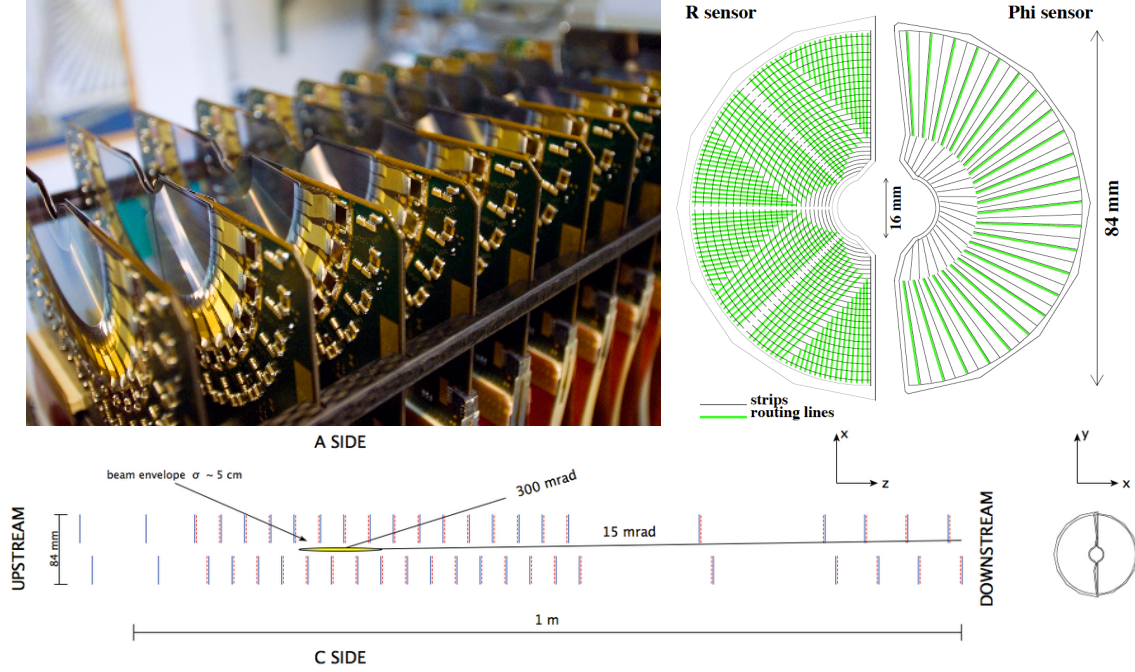 R sensor
Phi sensor
16 mm
84 mm
strips
routing lines
A SIDE
beam envelope σ ~ 5 cm
300 mrad
15 mrad
UPSTREAM
84 mm
DOWNSTREAM
x
z
y
x
1 m
C SIDE